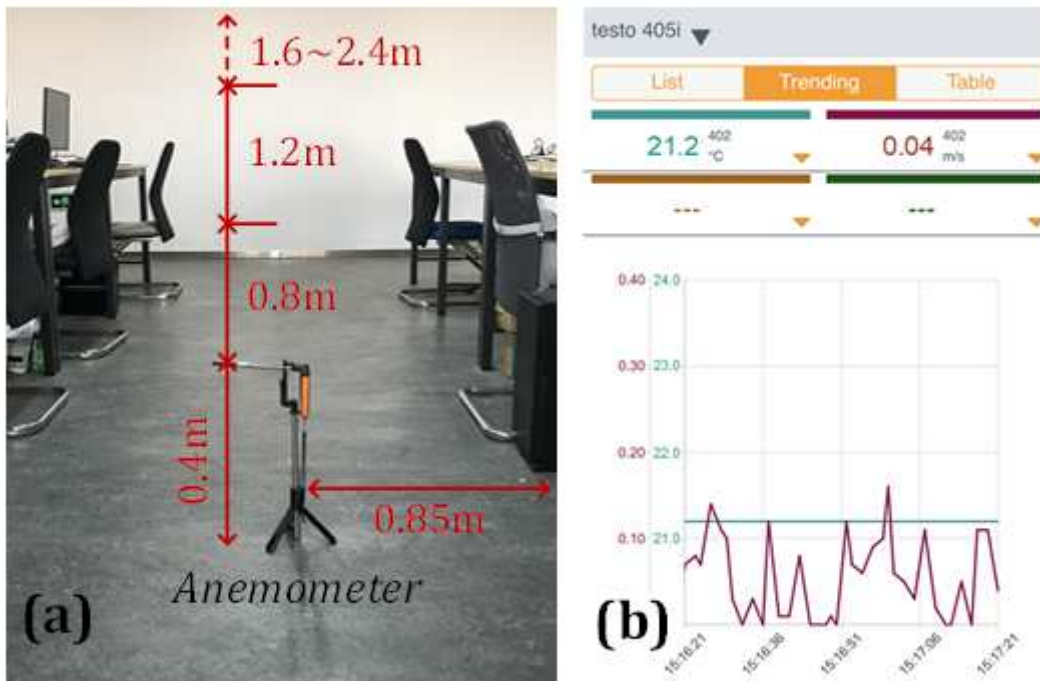 1.6~2.4m
1.2m
0.8m
0.4m
0.85m
Anemometer
(a)
testo 405i
List Trending Table
21.2 402 °C 0.04 402 m/s
--- ---
0.40 24.0
0.30 23.0
0.20 22.0
0.10 21.0
15:16:21 15:16:36 15:16:51 15:17:06 15:17:21
(b)